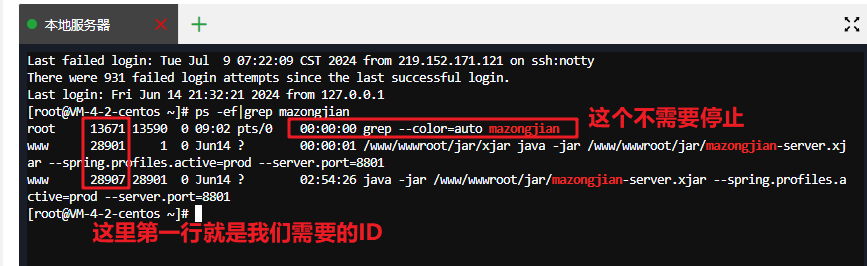 本地服务器
Last failed login: Tue Jul  9 07:22:09 CST 2024 from 219.152.171.121 on ssh:notty
There were 931 failed login attempts since the last successful login.
Last login: Fri Jun 14 21:32:21 2024 from 127.0.0.1
[root@VM-4-2-centos ~]# ps -ef|grep mazongjian
root     13671 13590  0 09:02 pts/0    00:00:00 grep --color=auto mazongjian
这个不需要停止
www      28901     1  0 Jun14 ?        00:00:01 /www/wwwroot/jar/xjar java -jar /www/wwwroot/jar/mazongjian-server.xj
ar --spring.profiles.active=prod --server.port=8801
www      28907 28901  0 Jun14 ?        02:54:26 java -jar /www/wwwroot/jar/mazongjian-server.xjar --spring.profiles.a
ctive=prod --server.port=8801
[root@VM-4-2-centos ~]#
这里第一行就是我们需要的ID